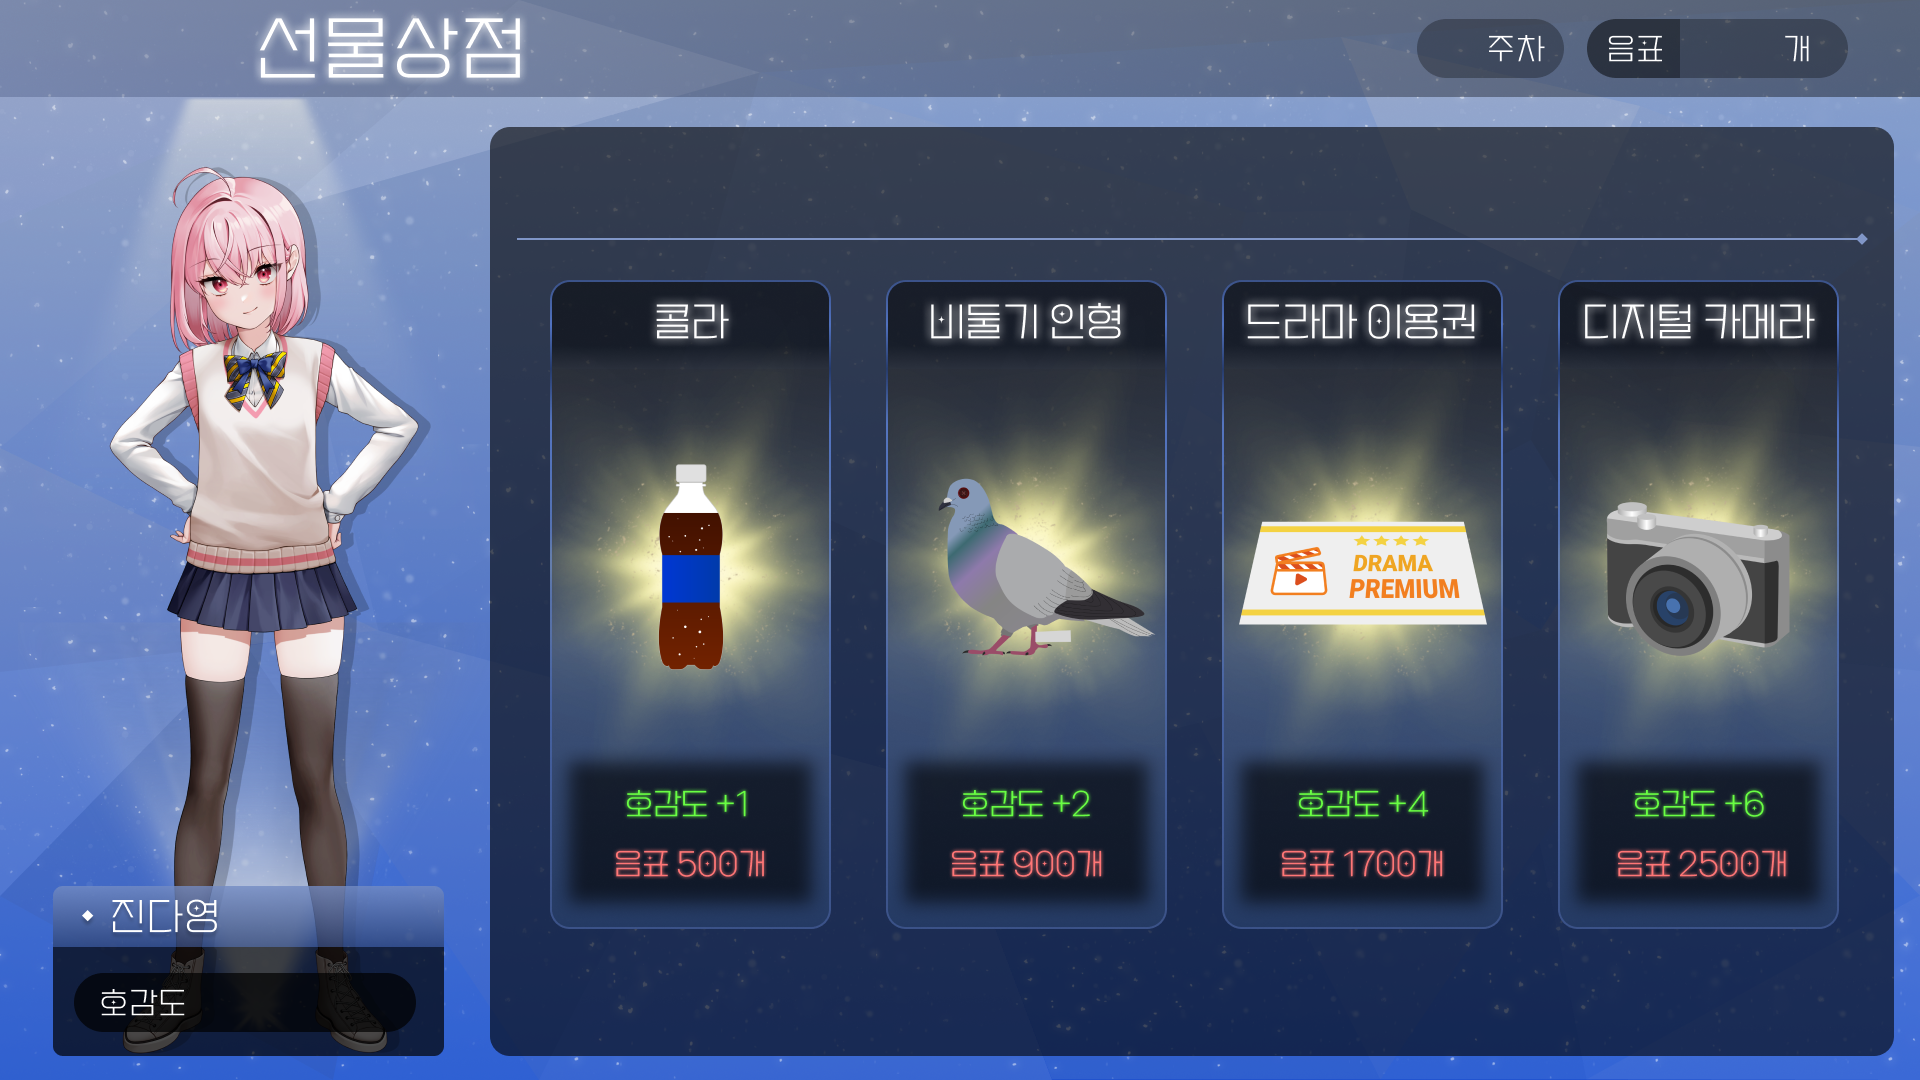 선물상점
주차
음표 개
콜라
비둘기 인형
드라마 이용권
디지털 카메라
DRAMA
PREMIUM
호감도 +1
음표 500개
호감도 +2
음표 900개
호감도 +4
음표 1700개
호감도 +6
음표 2500개
진다영
호감도